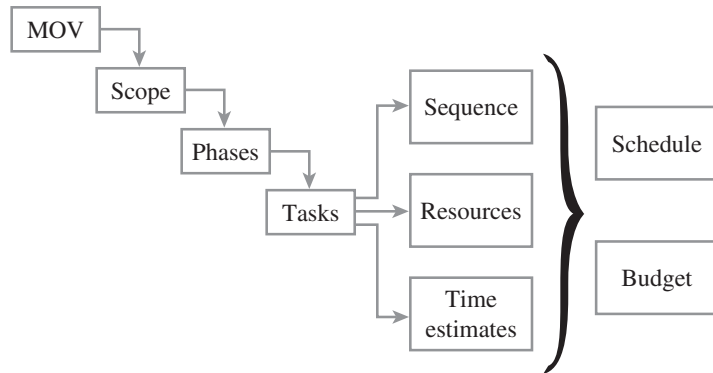 MOV
Scope
Phases
Tasks
Sequence
Resources
Time
estimates
Schedule
Budget